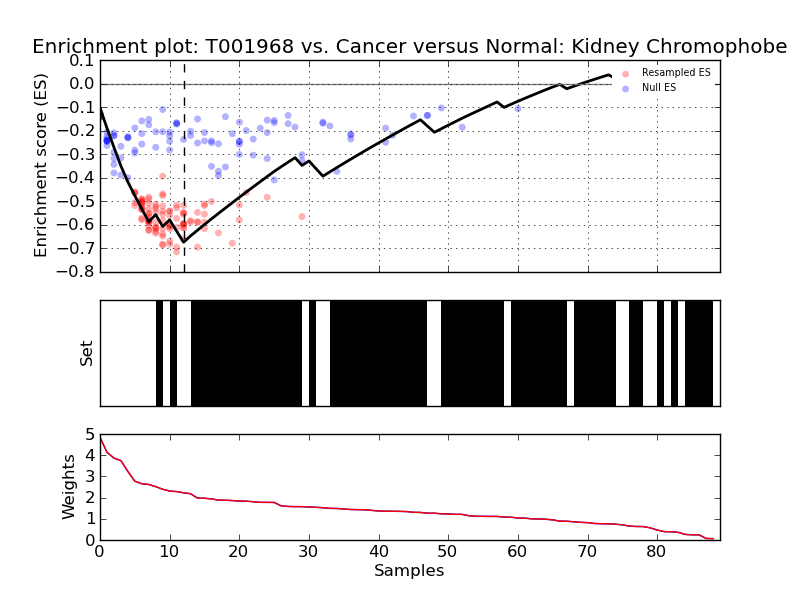 Enrichment plot: T001968 vs. Cancer versus Normal: Kidney Chromophobe
0.1
0.0
−0.1
−0.2
−0.3
−0.4
−0.5
−0.6
−0.7
−0.8
Enrichment score (ES)
Resampled ES
Null ES
Set
5
4
3
2
1
0
Weights
0 10 20 30 40 50 60 70 80
Samples